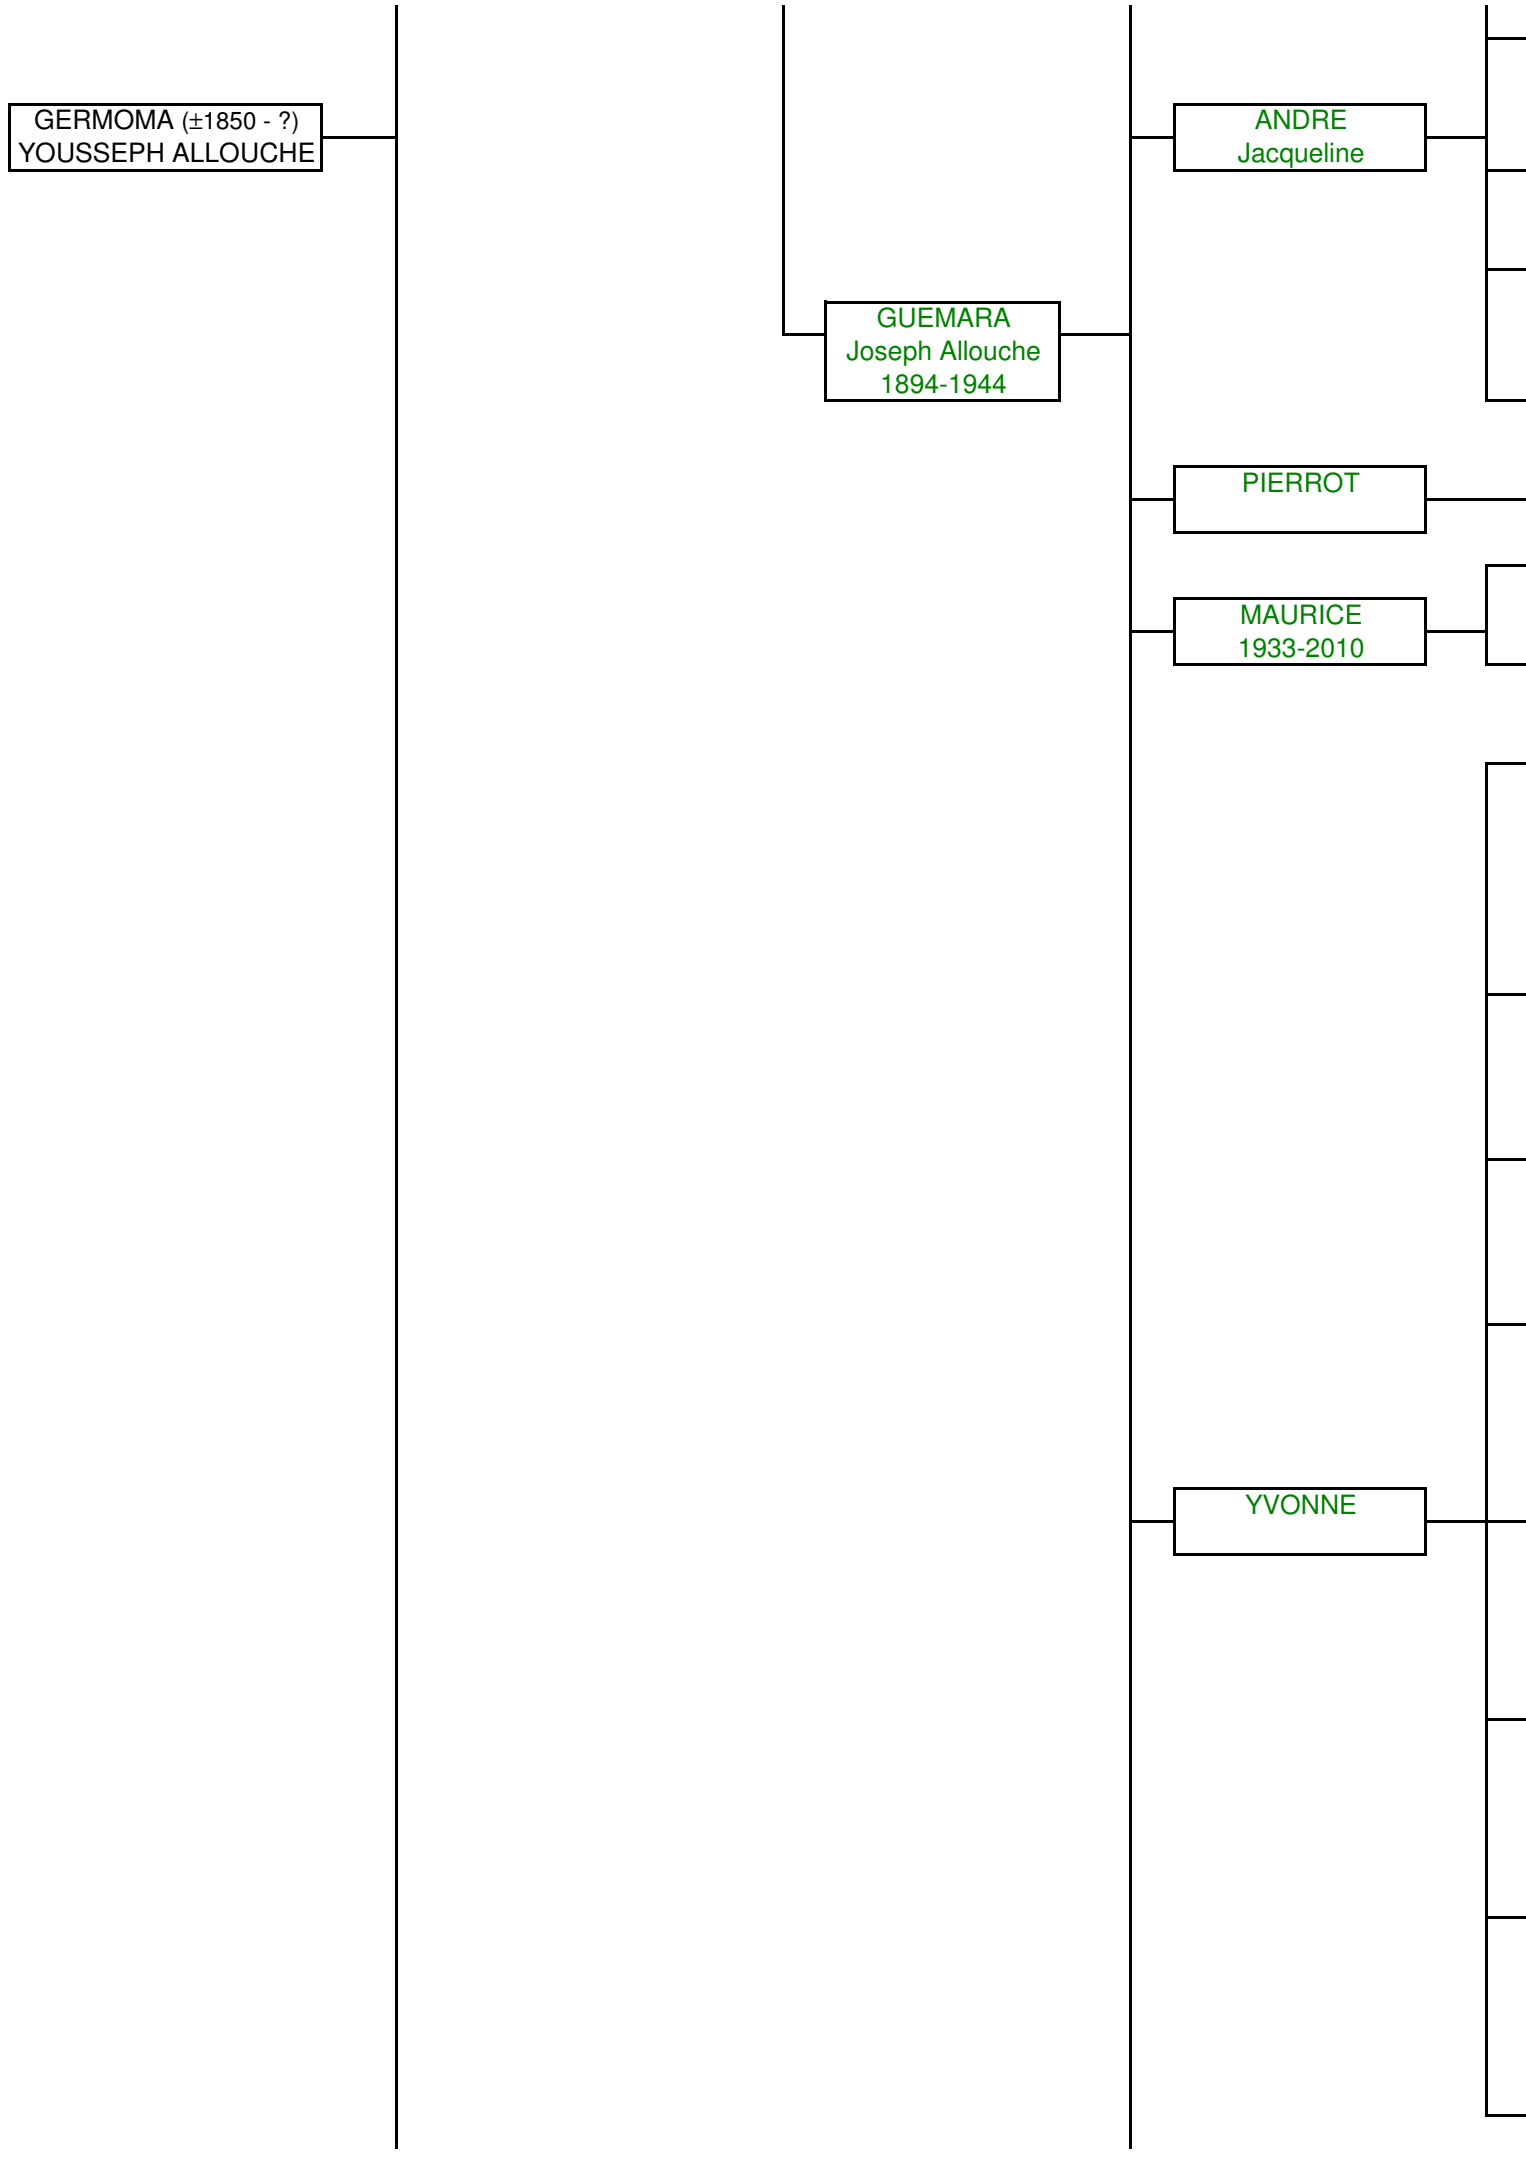 GERMOMA (±1850 - ?)
YOUSSEPH ALLOUCHE
ANDRE
Jacqueline
GUEMARA
Joseph Allouche
1894-1944
PIERROT
MAURICE
1933-2010
YVONNE